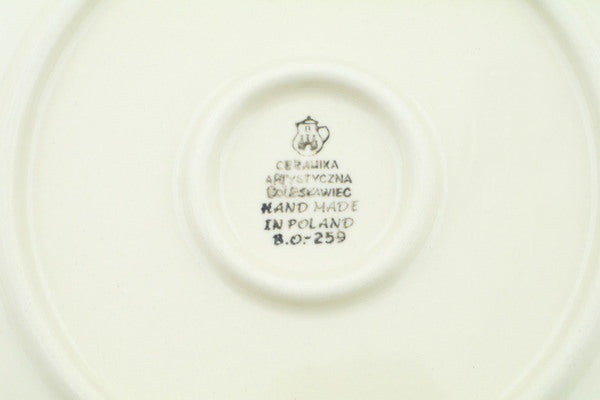 CERAMIKA
ARTYSTYCZNA
BOLESŁAWIEC
HAND MADE
IN POLAND
B.O.-259